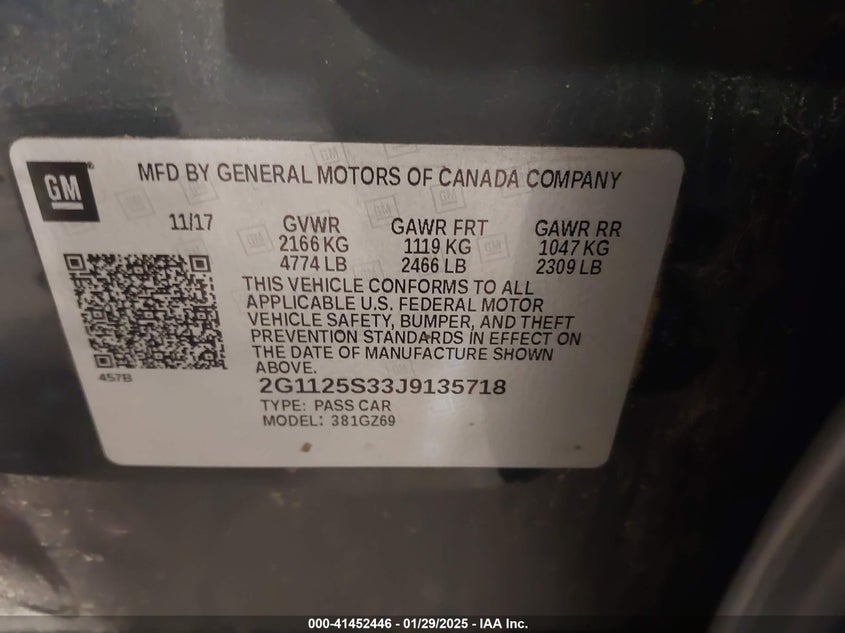 GM
MFD BY GENERAL MOTORS OF CANADA COMPANY
11/17 GVWR GAWR FRT GAWR RR
2166 KG 1119 KG 1047 KG
4774 LB 2466 LB 2309 LB
THIS VEHICLE CONFORMS TO ALL
APPLICABLE U.S. FEDERAL MOTOR
VEHICLE SAFETY, BUMPER, AND THEFT
PREVENTION STANDARDS IN EFFECT ON
THE DATE OF MANUFACTURE SHOWN
ABOVE.
457B
2G1125S33J9135718
TYPE: PASS CAR
MODEL: 381GZ69
000-41452446 - 01/29/2025 - IAA Inc.